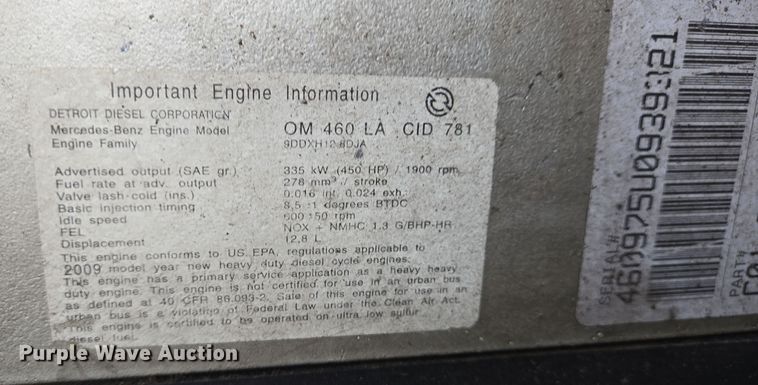 Important Engine Information
DETROIT DIESEL CORPORATION
Mercedes-Benz Engine Model OM 460 LA CID 781
Engine Family 9DDXH12.8DJA
Advertised output (SAE gr.) 335 kW (450 HP) / 1900 rpm
Fuel rate at adv. output 278 mm³ / stroke
Valve lash-cold (ins.) 0.016 int. 0.024 exh.
Basic injection timing 8,5 1 degrees BTDC
Idle speed 600 50 rpm
FEL NOX + NMHC 1.3 G/BHP-HR
Displacement 12,8 L
This engine conforms to US EPA, regulations applicable to
2009 model year new heavy duty diesel cycle engines.
This engine has a primary service application as a heavy heavy
duty engine. This engine is not certified for use in an urban bus
as defined at 40 CFR 86.093-2. Sale of this engine for use in an
urban bus is a violation of Federal Law under the Clean Air Act.
This engine is certified to be operated on ultra low sulfur
diesel fuel.
SERIAL#
460975U0939321
PART#
Purple Wave Auction